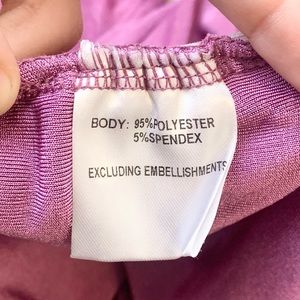 BODY: 95%POLYESTER
5%SPENDEX
EXCLUDING EMBELLISHMENTS